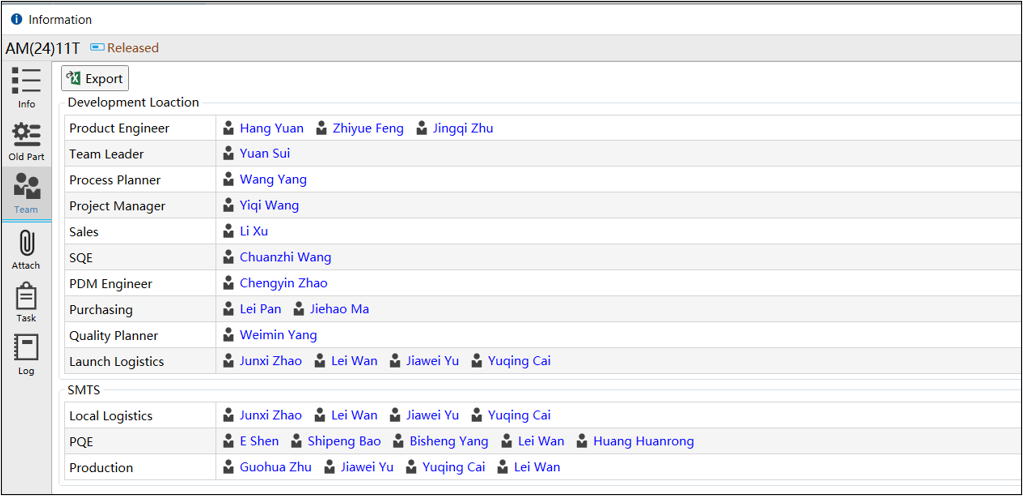 Information
AM(24)11T Released
Info
Old Part
Team
Attach
Task
Log
Export
Development Loaction
Product Engineer Hang Yuan Zhiyue Feng Jingqi Zhu
Team Leader Yuan Sui
Process Planner Wang Yang
Project Manager Yiqi Wang
Sales Li Xu
SQE Chuanzhi Wang
PDM Engineer Chengyin Zhao
Purchasing Lei Pan Jiehao Ma
Quality Planner Weimin Yang
Launch Logistics Junxi Zhao Lei Wan Jiawei Yu Yuqing Cai
SMTS
Local Logistics Junxi Zhao Lei Wan Jiawei Yu Yuqing Cai
PQE E Shen Shipeng Bao Bisheng Yang Lei Wan Huang Huanrong
Production Guohua Zhu Jiawei Yu Yuqing Cai Lei Wan